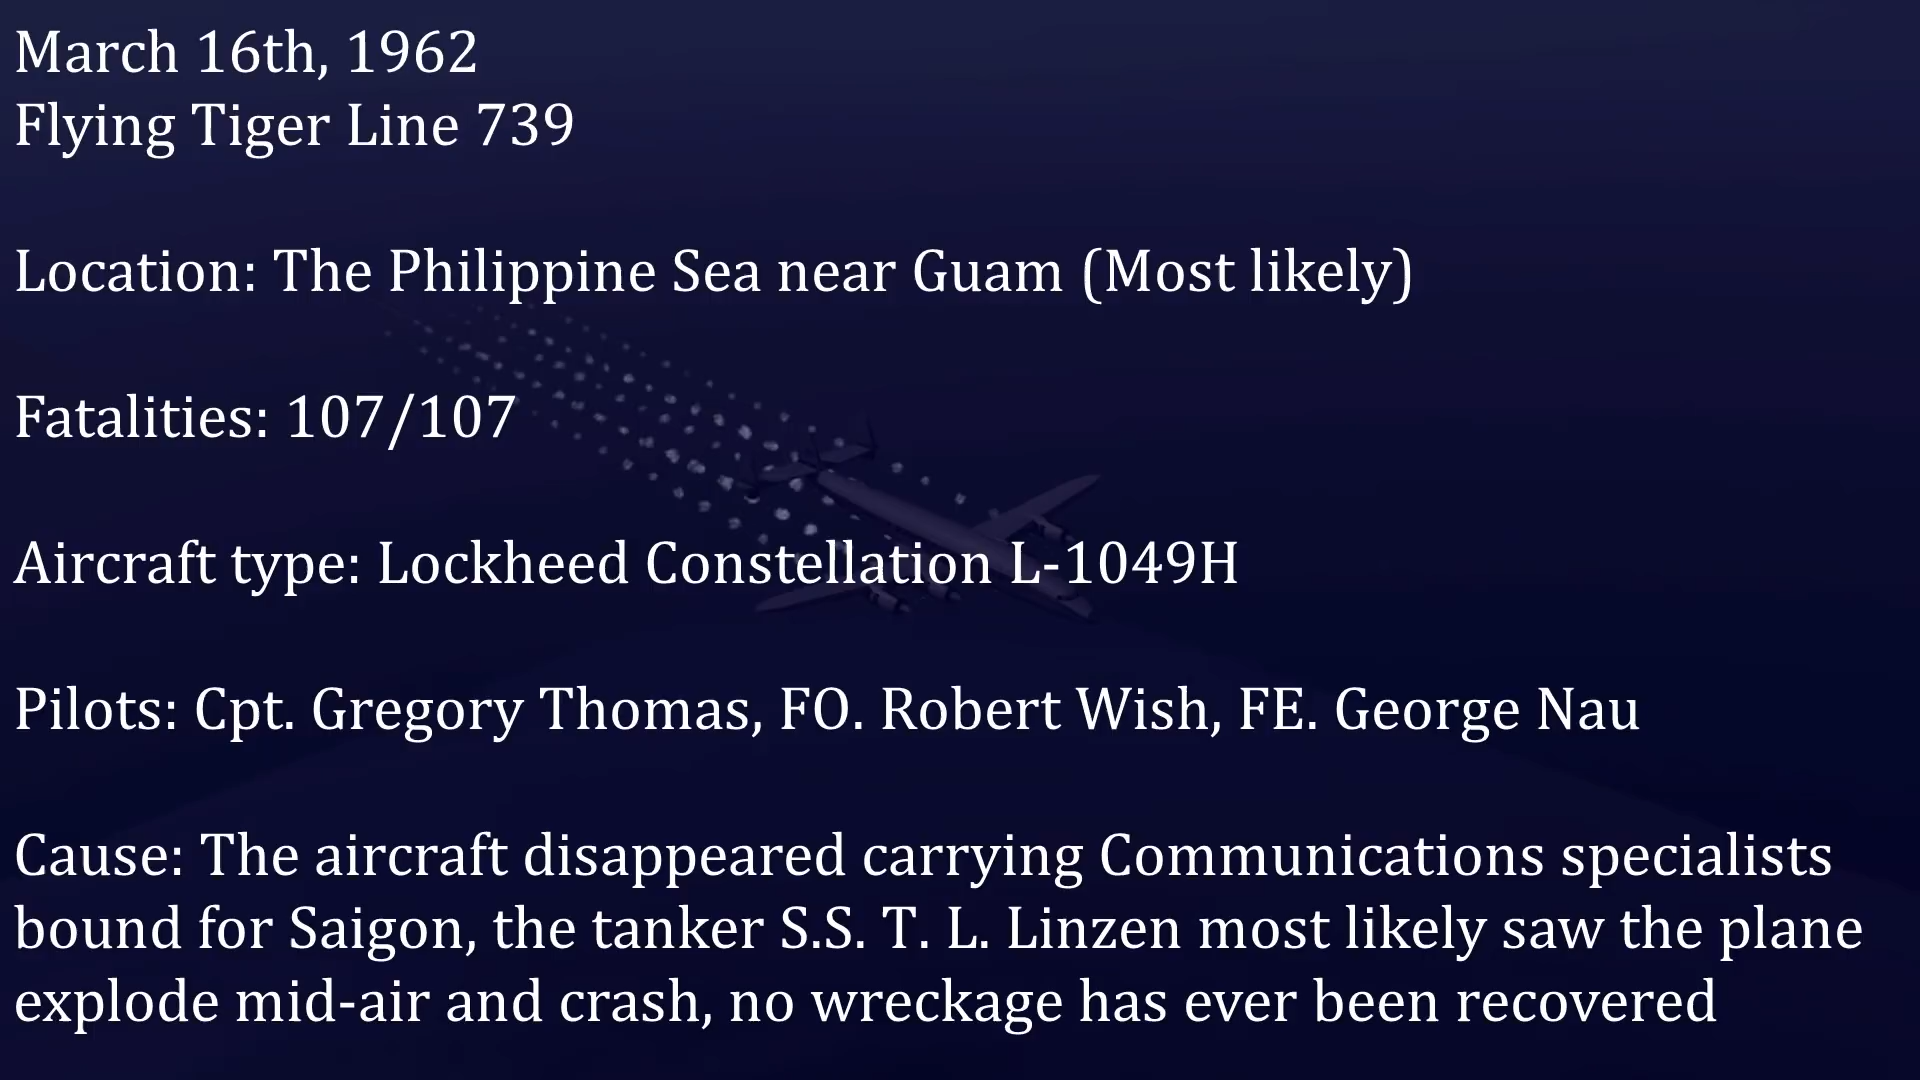 March 16th, 1962
Flying Tiger Line 739
Location: The Philippine Sea near Guam (Most likely)
Fatalities: 107/107
Aircraft type: Lockheed Constellation L-1049H
Pilots: Cpt. Gregory Thomas, FO. Robert Wish, FE. George Nau
Cause: The aircraft disappeared carrying Communications specialists
bound for Saigon, the tanker S.S. T. L. Linzen most likely saw the plane
explode mid-air and crash, no wreckage has ever been recovered